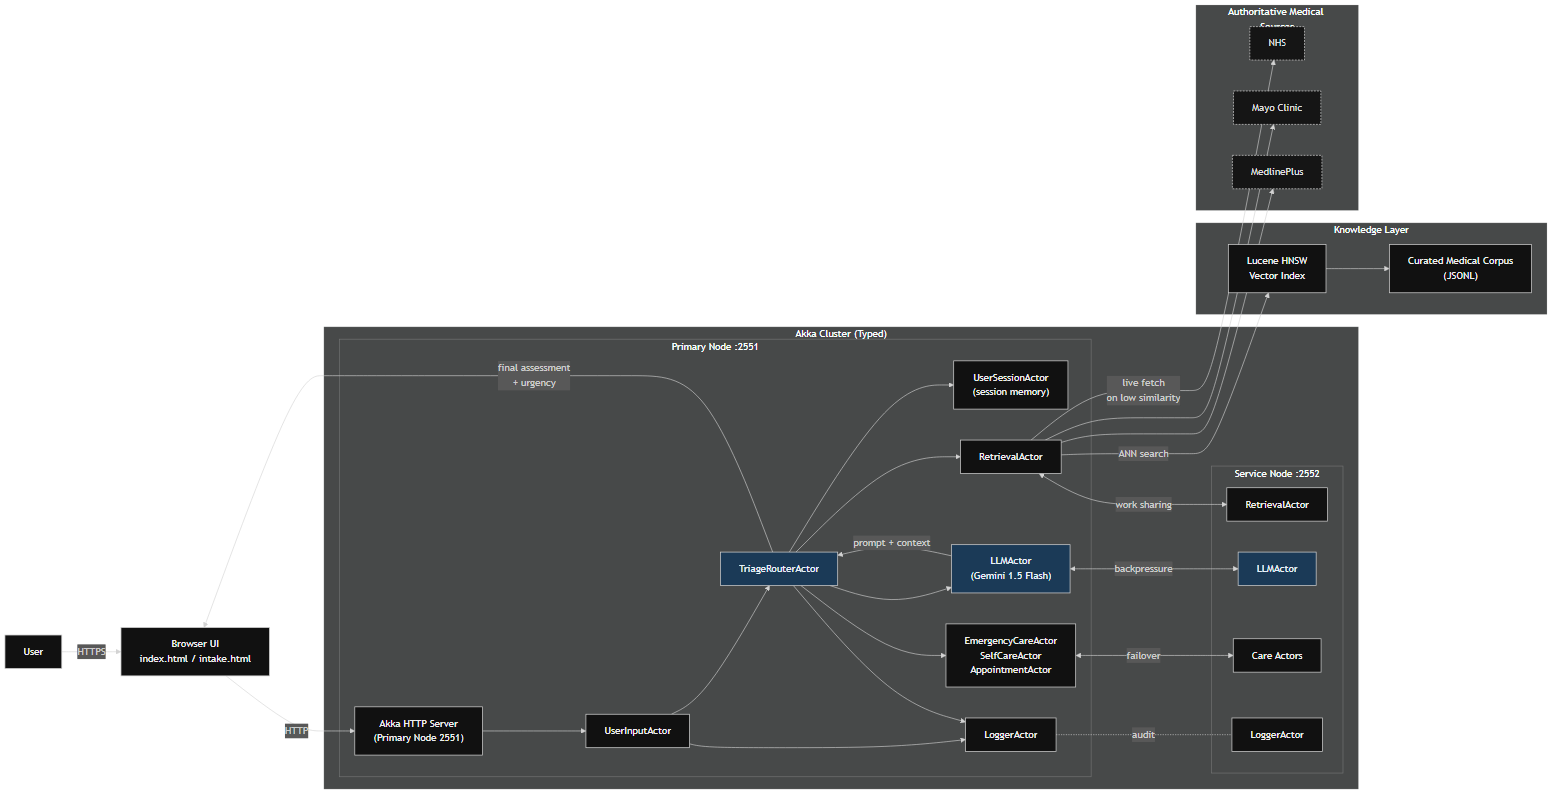 Authoritative Medical
Sources
NHS
Mayo Clinic
MedlinePlus
Knowledge Layer
Lucene HNSW
Vector Index
Curated Medical Corpus
(JSONL)
Akka Cluster (Typed)
Primary Node :2551
final assessment
+ urgency
UserSessionActor
(session memory)
live fetch
on low similarity
RetrievalActor
ANN search
Service Node :2552
work sharing
RetrievalActor
prompt + context
TriageRouterActor
LLMActor
(Gemini 1.5 Flash)
backpressure
LLMActor
User
HTTPS
Browser UI
index.html / intake.html
EmergencyCareActor
SelfCareActor
AppointmentActor
failover
Care Actors
HTTP
Akka HTTP Server
(Primary Node 2551)
UserInputActor
LoggerActor
audit
LoggerActor